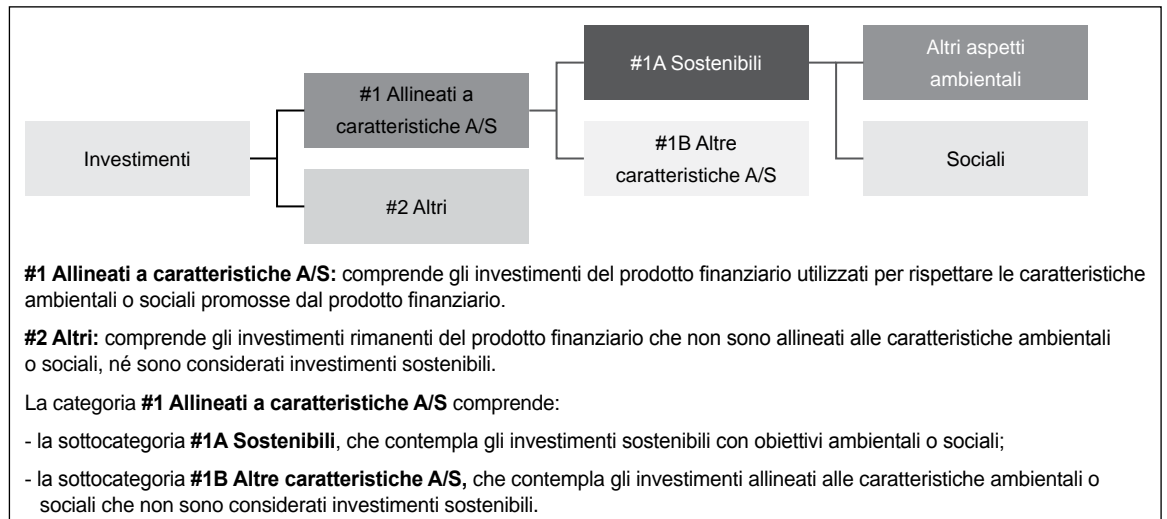 Investimenti
#1 Allineati a
caratteristiche A/S
#2 Altri
#1A Sostenibili
#1B Altre
caratteristiche A/S
Altri aspetti
ambientali
Sociali
#1 Allineati a caratteristiche A/S: comprende gli investimenti del prodotto finanziario utilizzati per rispettare le caratteristiche
ambientali o sociali promosse dal prodotto finanziario.
#2 Altri: comprende gli investimenti rimanenti del prodotto finanziario che non sono allineati alle caratteristiche ambientali
o sociali, né sono considerati investimenti sostenibili.
La categoria #1 Allineati a caratteristiche A/S comprende:
- la sottocategoria #1A Sostenibili, che contempla gli investimenti sostenibili con obiettivi ambientali o sociali;
- la sottocategoria #1B Altre caratteristiche A/S, che contempla gli investimenti allineati alle caratteristiche ambientali o
sociali che non sono considerati investimenti sostenibili.